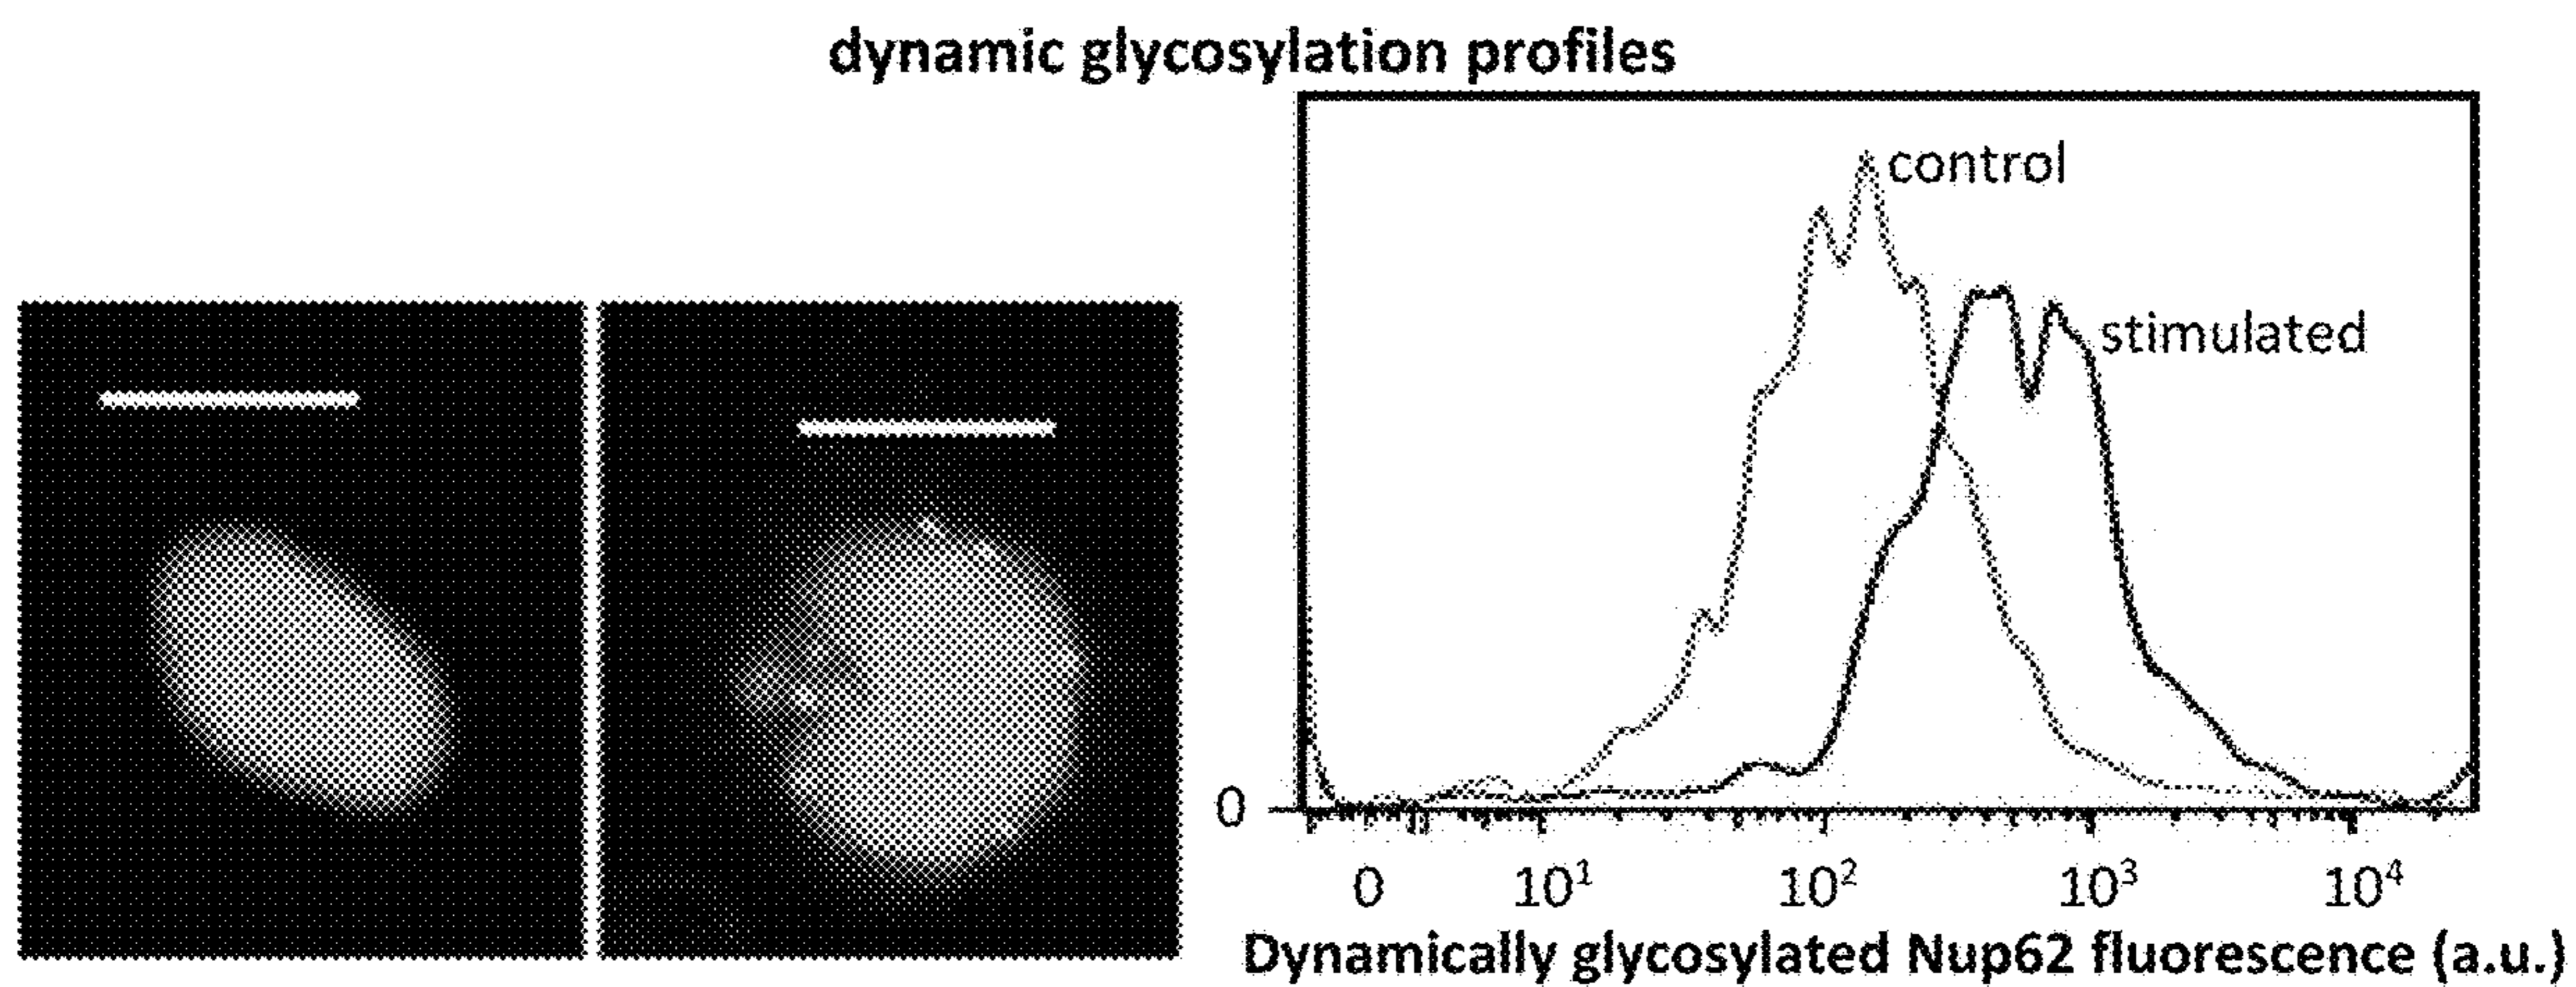 dynamic glycosylation profiles
control
stimulated
0
0 10¹ 10² 10³ 10⁴
Dynamically glycosylated Nup62 fluorescence (a.u.)